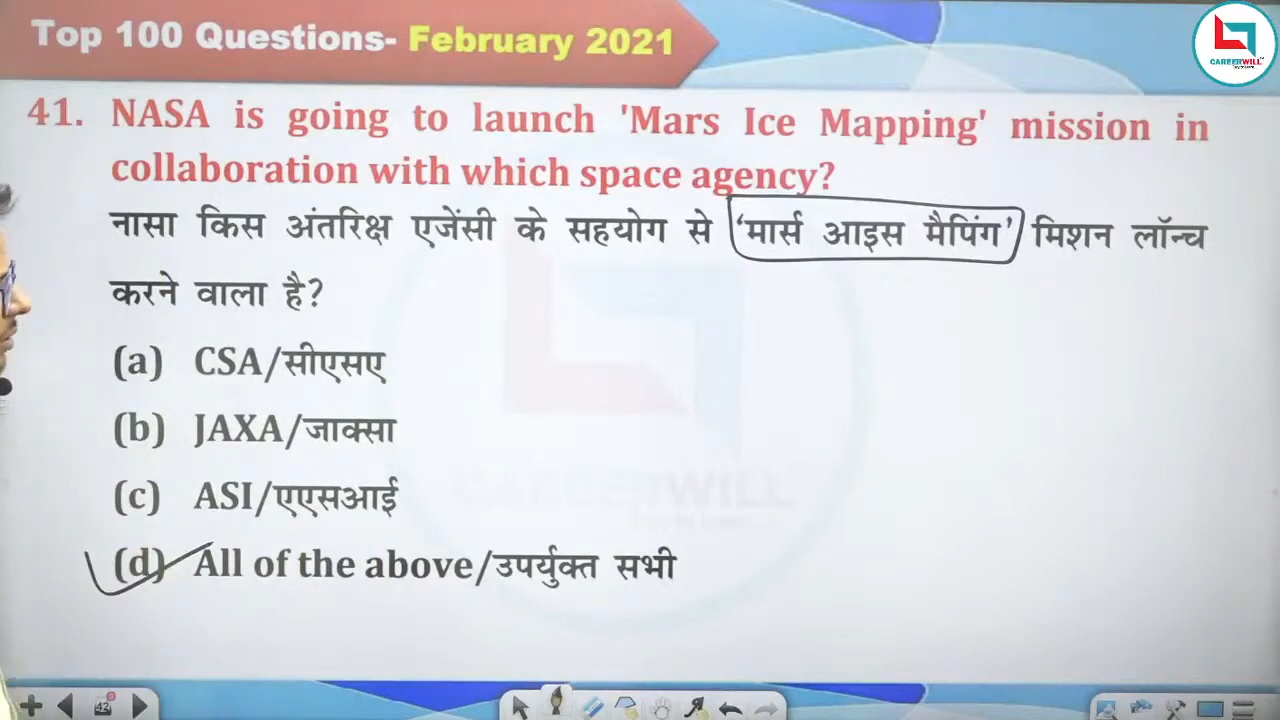 Top 100 Questions- February 2021
CAREERWILL
41. NASA is going to launch 'Mars Ice Mapping' mission in
collaboration with which space agency?
नासा किस अंतरिक्ष एजेंसी के सहयोग से 'मार्स आइस मैपिंग' मिशन लॉन्च
करने वाला है?
(a) CSA/सीएसए
(b) JAXA/जाक्सा
(c) ASI/एएसआई
CAREERWILL
(d) All of the above/उपर्युक्त सभी
42